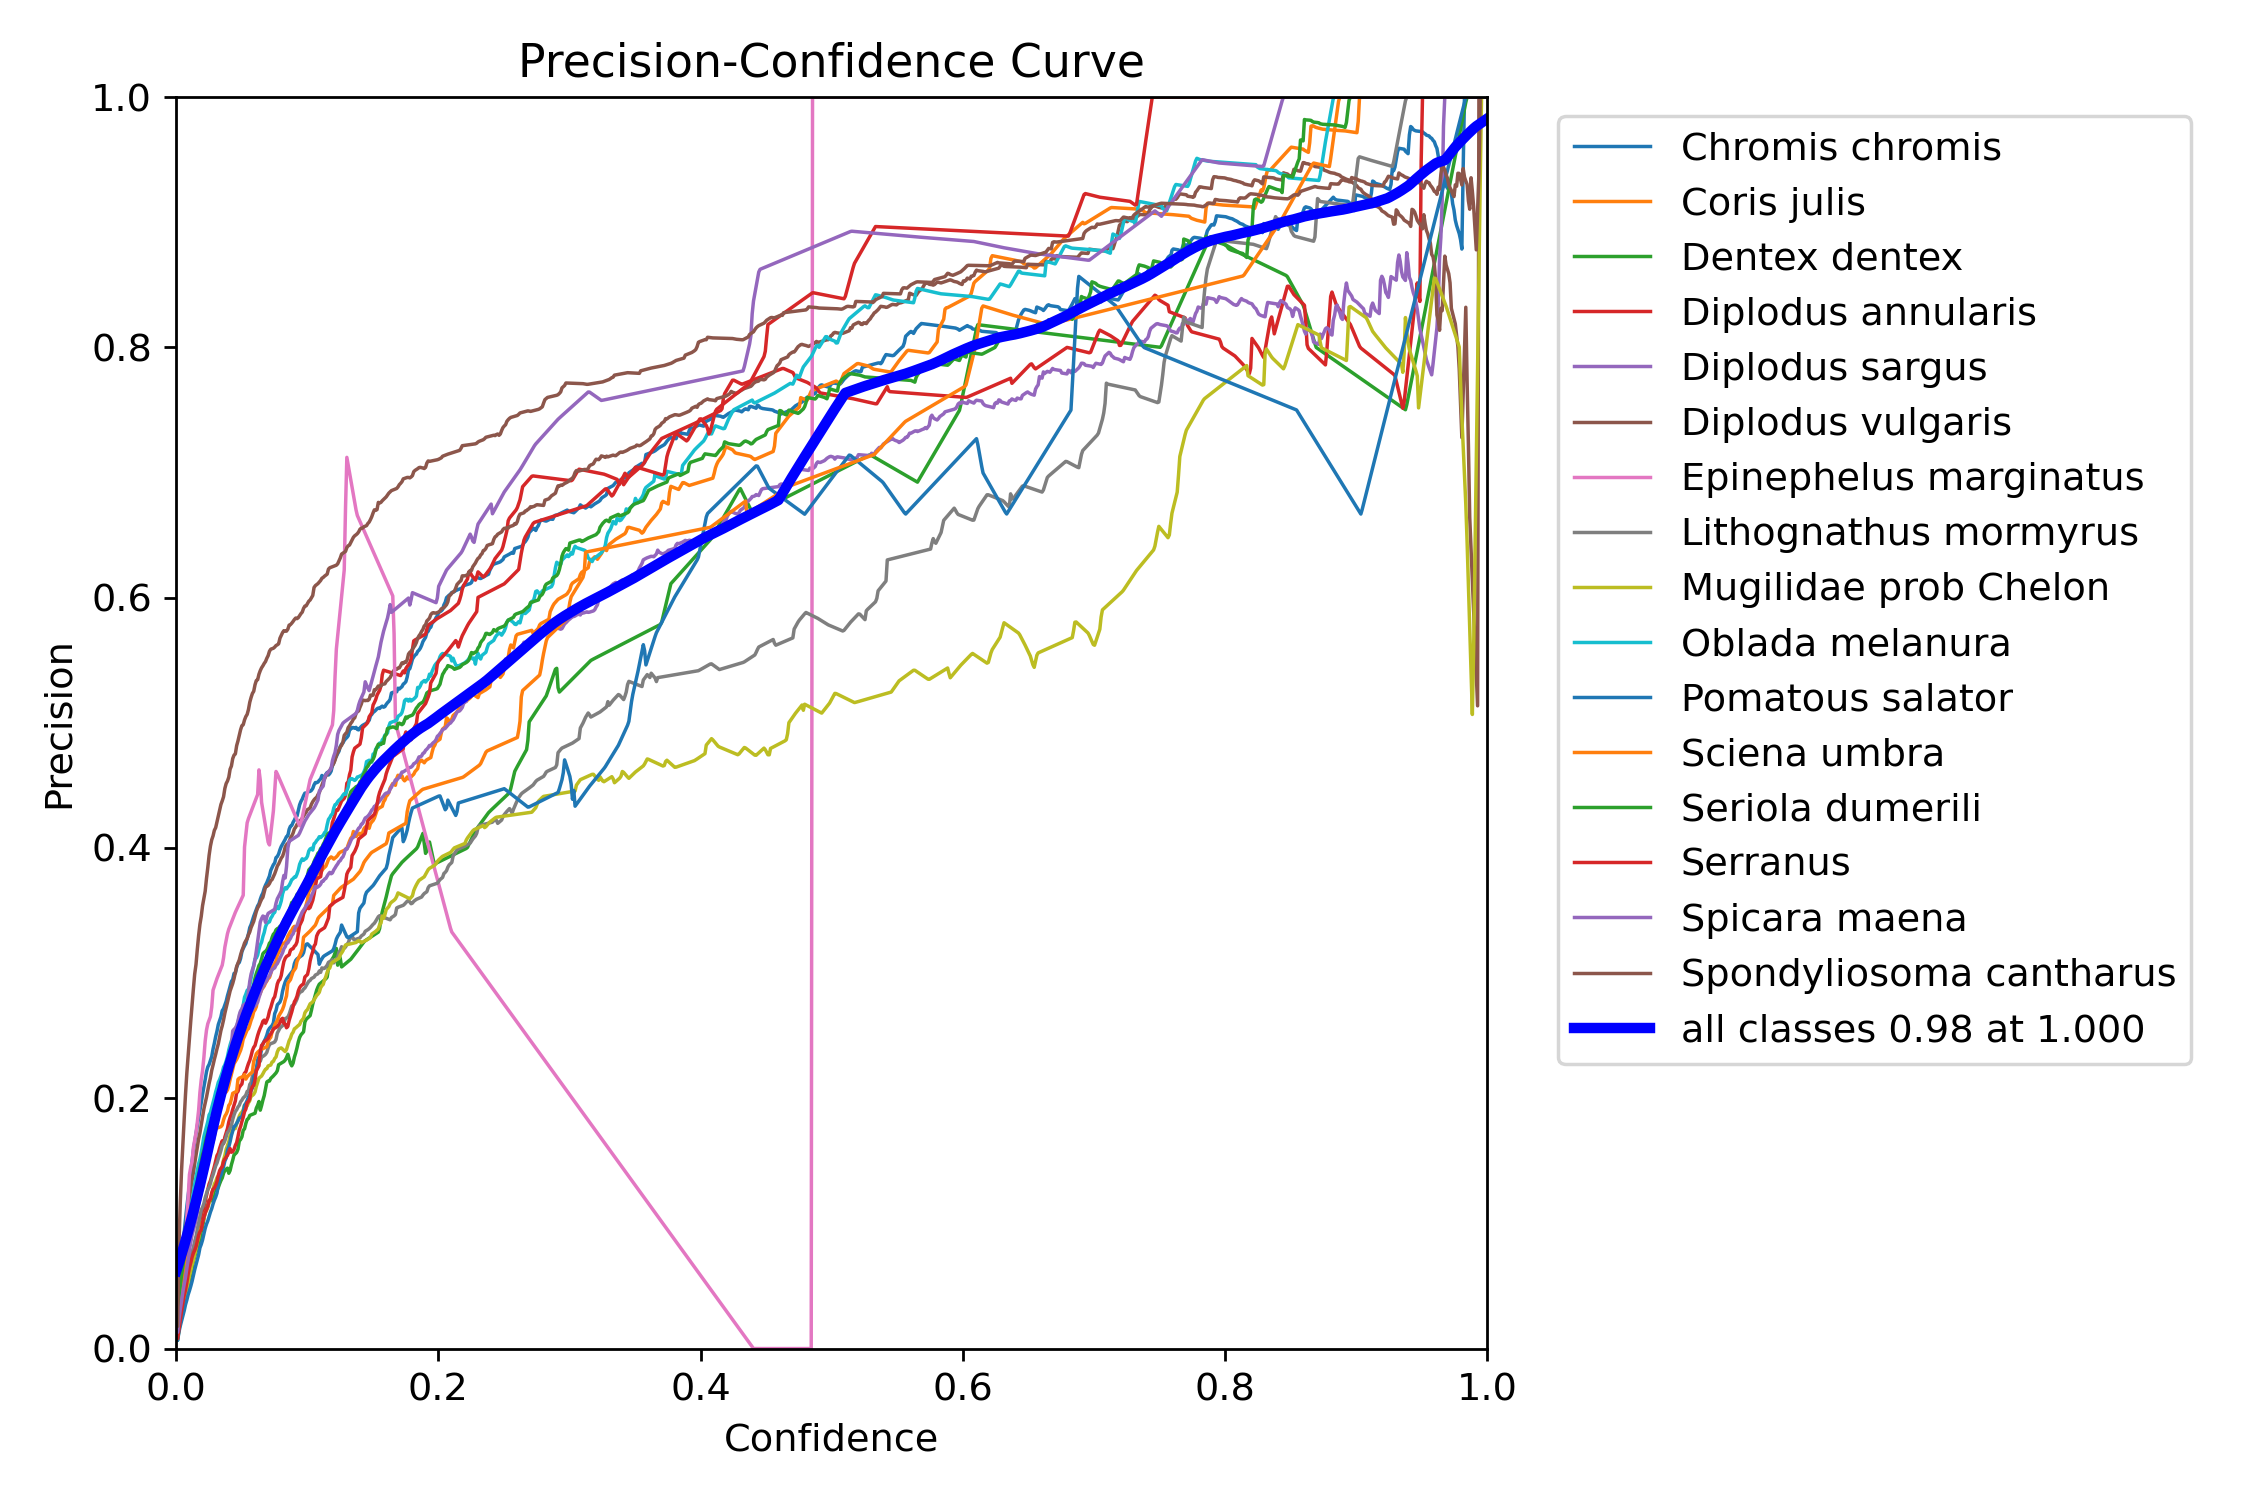 Precision-Confidence Curve
1.0
0.8
0.6
0.4
0.2
0.0
Precision
0.0 0.2 0.4 0.6 0.8 1.0
Confidence
Chromis chromis
Coris julis
Dentex dentex
Diplodus annularis
Diplodus sargus
Diplodus vulgaris
Epinephelus marginatus
Lithognathus mormyrus
Mugilidae prob Chelon
Oblada melanura
Pomatous salator
Sciena umbra
Seriola dumerili
Serranus
Spicara maena
Spondyliosoma cantharus
all classes 0.98 at 1.000